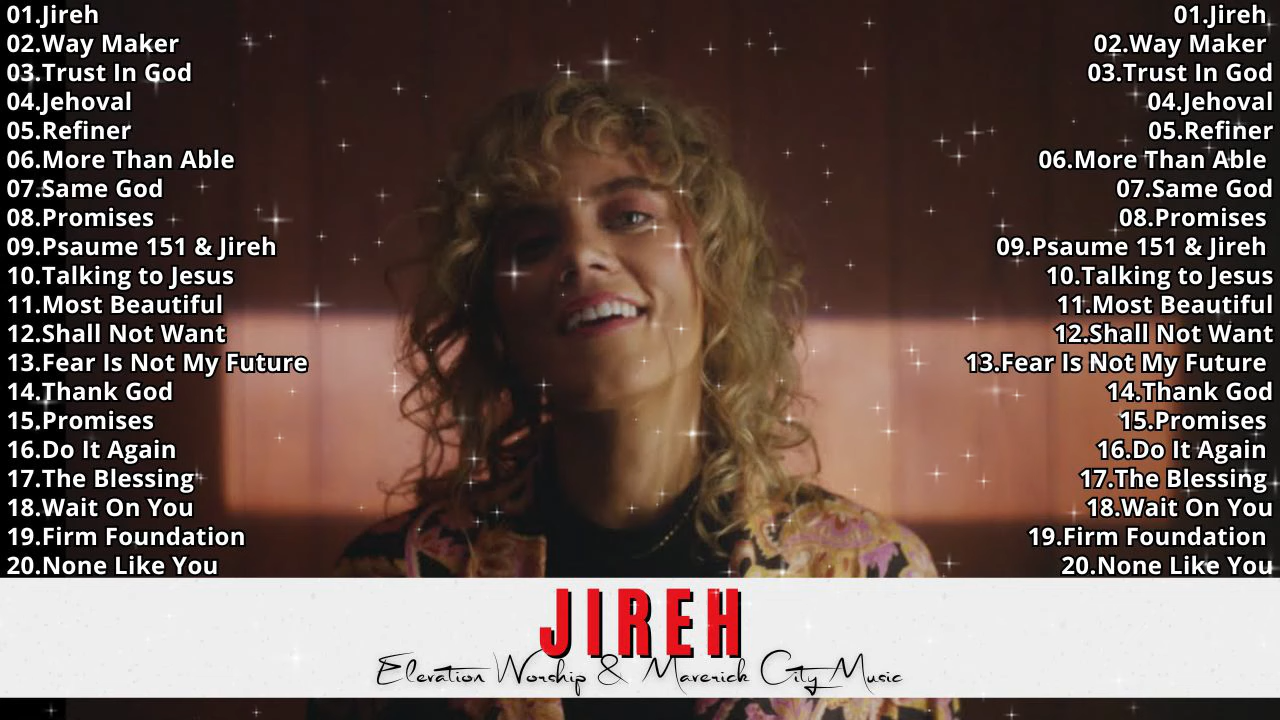 01.Jireh
02.Way Maker
03.Trust In God
04.Jehoval
05.Refiner
06.More Than Able
07.Same God
08.Promises
09.Psaume 151 & Jireh
10.Talking to Jesus
11.Most Beautiful
12.Shall Not Want
13.Fear Is Not My Future
14.Thank God
15.Promises
16.Do It Again
17.The Blessing
18.Wait On You
19.Firm Foundation
20.None Like You
01.Jireh
02.Way Maker
03.Trust In God
04.Jehoval
05.Refiner
06.More Than Able
07.Same God
08.Promises
09.Psaume 151 & Jireh
10.Talking to Jesus
11.Most Beautiful
12.Shall Not Want
13.Fear Is Not My Future
14.Thank God
15.Promises
16.Do It Again
17.The Blessing
18.Wait On You
19.Firm Foundation
20.None Like You
JIREH
Elevation Worship & Maverick City Music